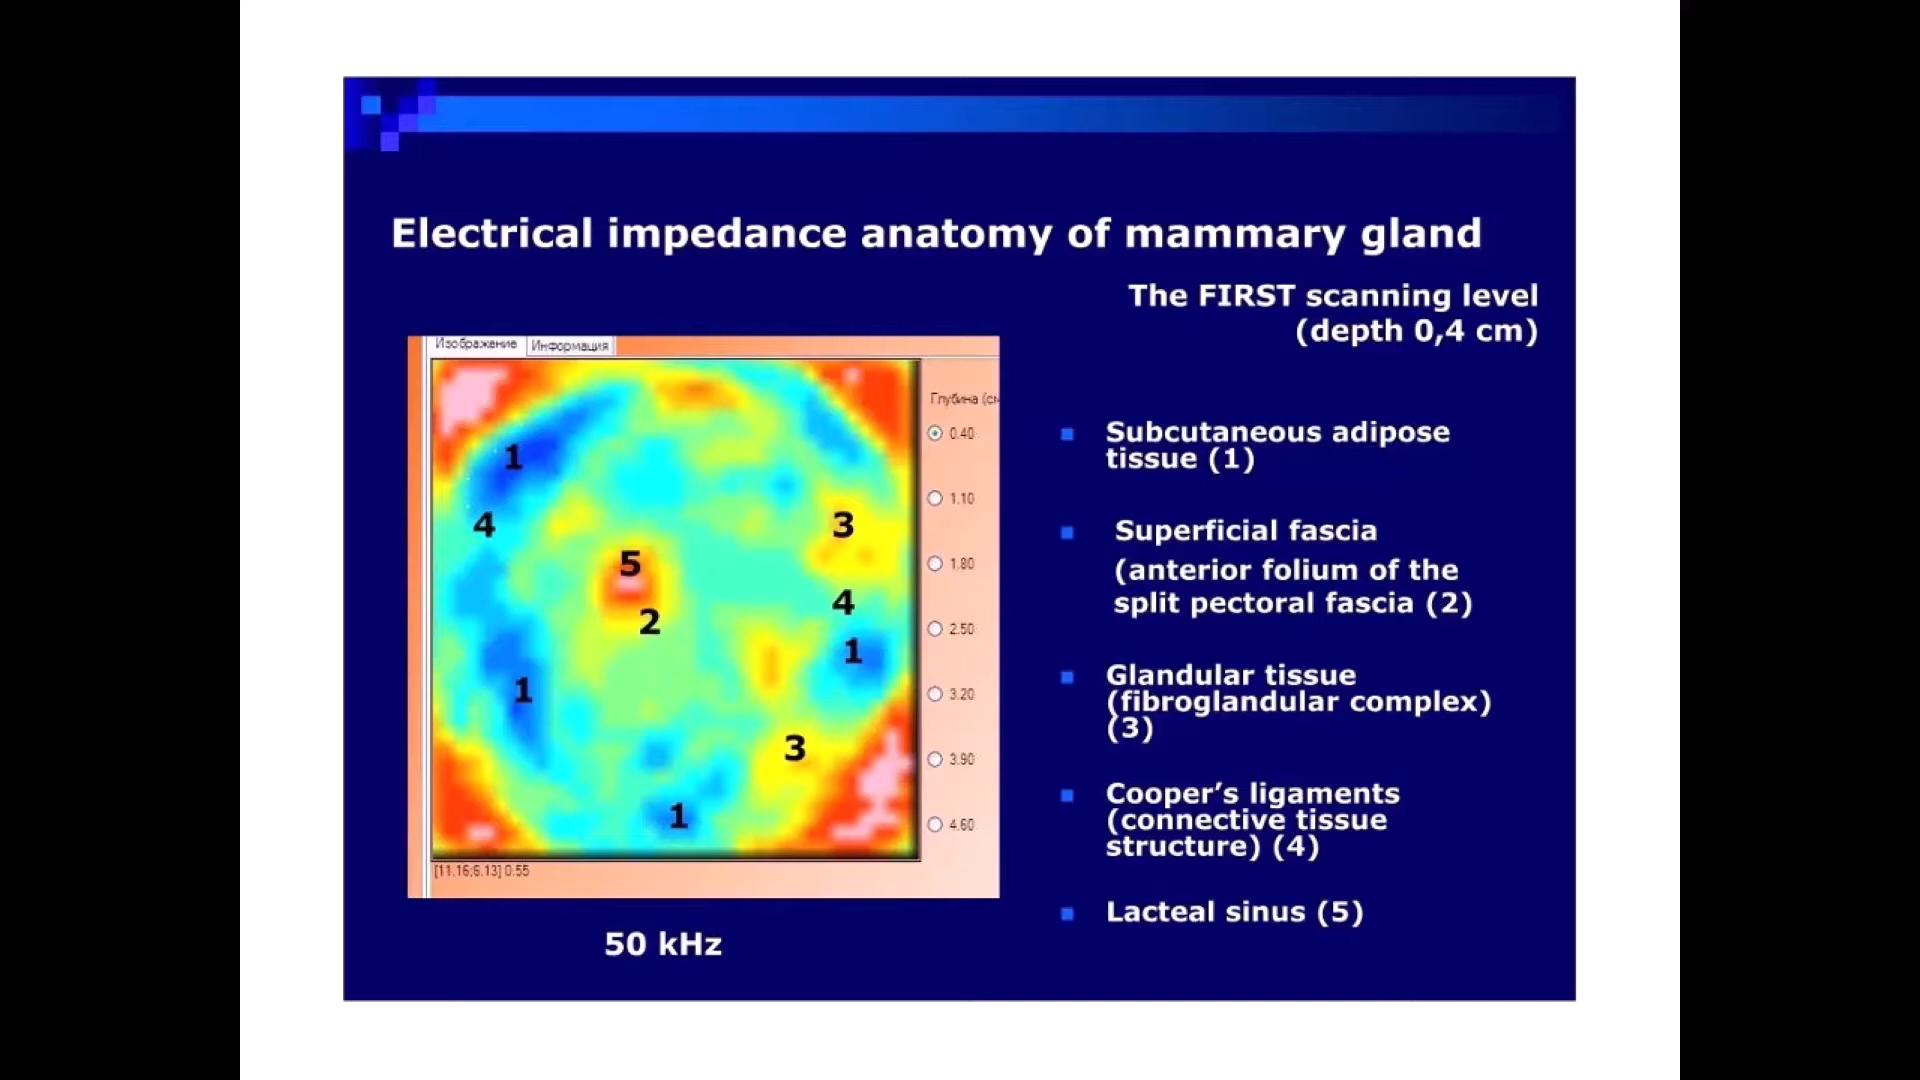 Electrical impedance anatomy of mammary gland
The FIRST scanning level
(depth 0,4 cm)
Изображение
Информация
Глубина (см
0.40
1.10
1.80
2.50
3.20
3.90
4.60
1
4
5
2
3
4
1
1
3
1
[11.16;6.13] 0.55
50 kHz
Subcutaneous adipose
tissue (1)
Superficial fascia
(anterior folium of the
split pectoral fascia (2)
Glandular tissue
(fibroglandular complex)
(3)
Cooper’s ligaments
(connective tissue
structure) (4)
Lacteal sinus (5)